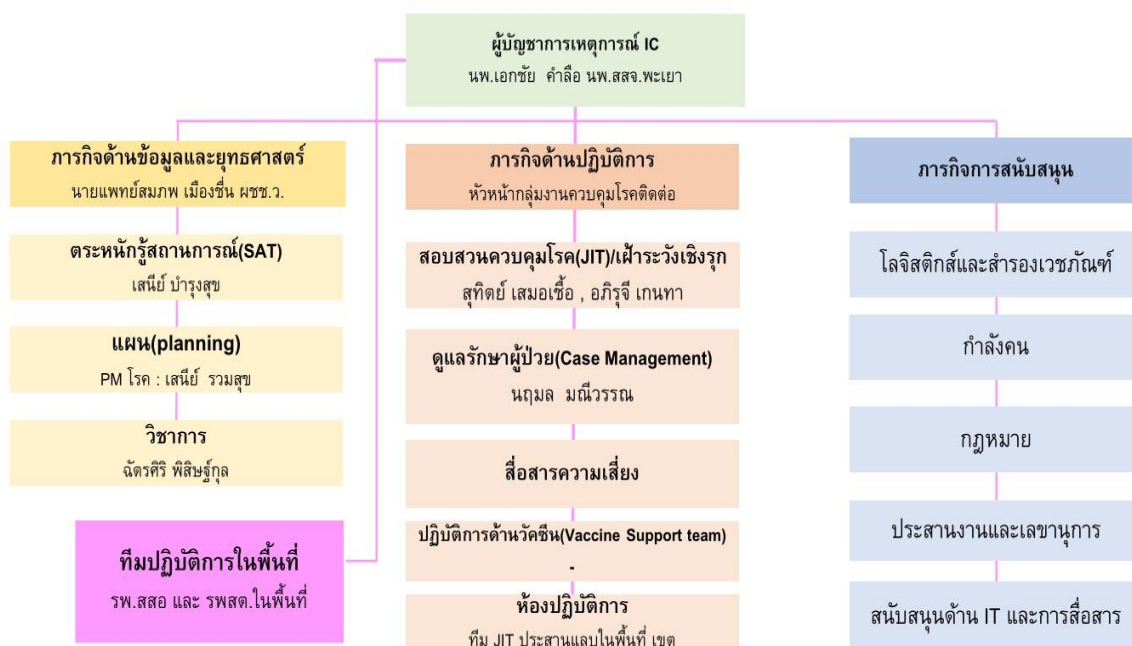 ผู้บัญชาการเหตุการณ์ IC
นพ.เอกชัย คำลือ นพ.สสจ.พะเยา
ภารกิจด้านข้อมูลและยุทธศาสตร์
นายแพทย์สมภพ เมืองชื่น ผชช.ว.
ตระหนักรู้สถานการณ์(SAT)
เสนีย์ บำรุงสุข
แผน(planning)
PM โรค : เสนีย์ รวมสุข
วิชาการ
ฉัตรศิริ พิสิษฐ์กุล
ทีมปฏิบัติการในพื้นที่
รพ.สสอ และ รพสต.ในพื้นที่
ภารกิจด้านปฏิบัติการ
หัวหน้ากลุ่มงานควบคุมโรคติดต่อ
สอบสวนควบคุมโรค(JIT)/เฝ้าระวังเชิงรุก
สุทิตย์ เสมอเชื้อ , อภิรุจี เกนทา
ดูแลรักษาผู้ป่วย(Case Management)
นฤมล มณีวรรณ
สื่อสารความเสี่ยง
ปฏิบัติการด้านวัคซีน(Vaccine Support team)
-
ห้องปฏิบัติการ
ทีม JIT ประสานแลบในพื้นที่ เขต
ภารกิจการสนับสนุน
โลจิสติกส์และสำรองเวชภัณฑ์
กำลังคน
กฎหมาย
ประสานงานและเลขานุการ
สนับสนุนด้าน IT และการสื่อสาร